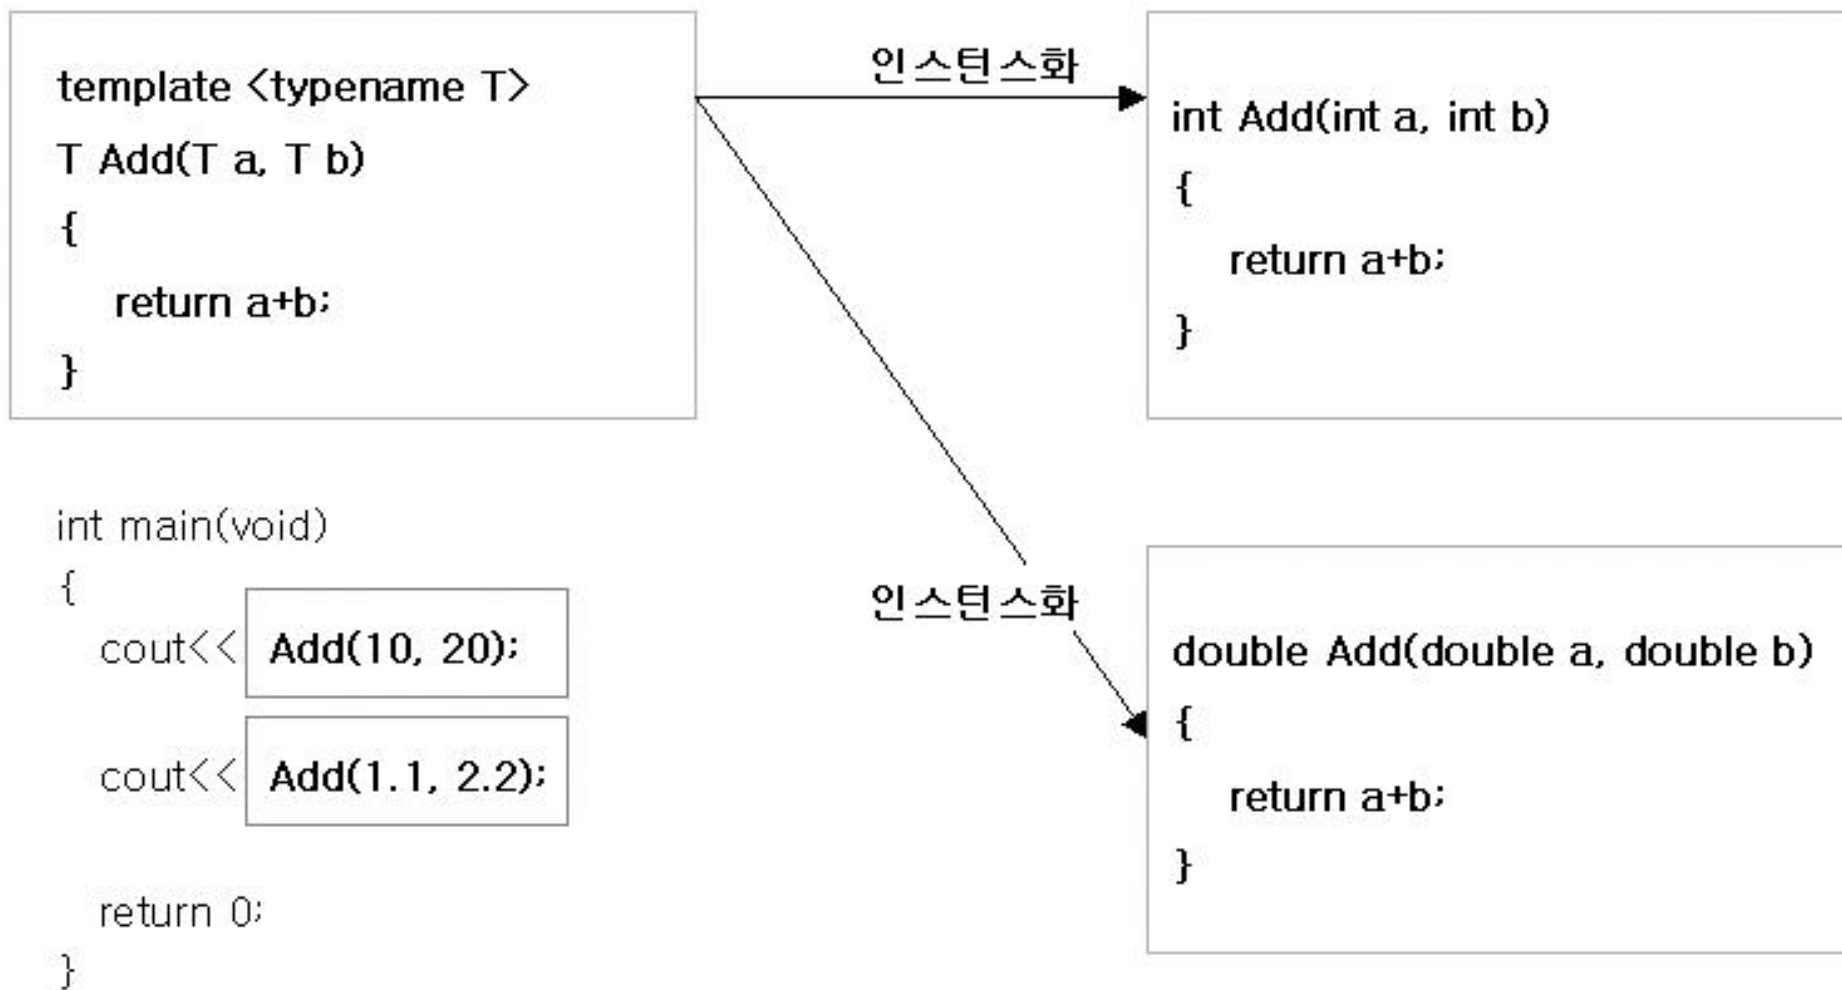 template <typename T>
T Add(T a, T b)
{
return a+b;
}
인스턴스화
int Add(int a, int b)
{
return a+b;
}
int main(void)
{
cout<< Add(10, 20);
cout<< Add(1.1, 2.2);
return 0;
}
인스턴스화
double Add(double a, double b)
{
return a+b;
}